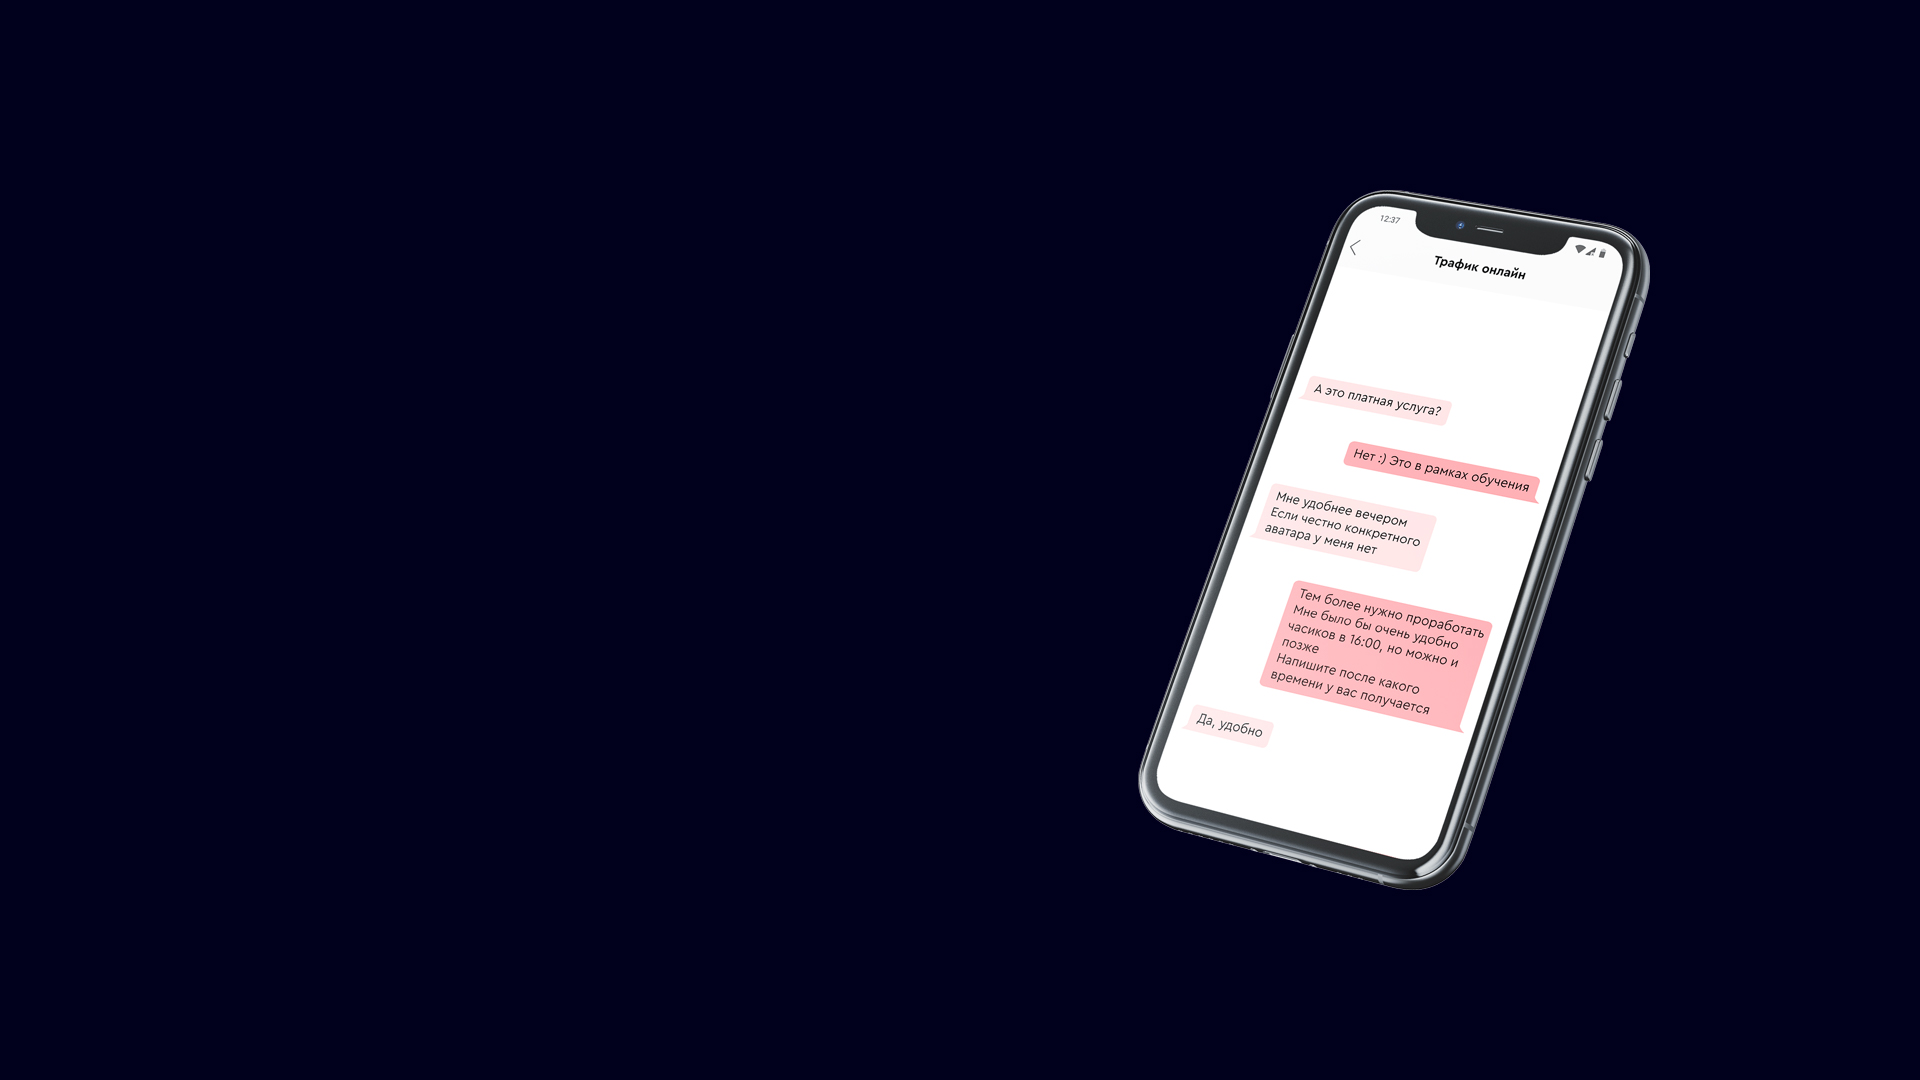 12:37
Трафик онлайн
А это платная услуга?
Нет :) Это в рамках обучения
Мне удобнее вечером
Если честно конкретного
аватара у меня нет
Тем более нужно проработать
Мне было бы очень удобно
часиков в 16:00, но можно и
позже
Напишите после какого
времени у вас получается
Да, удобно